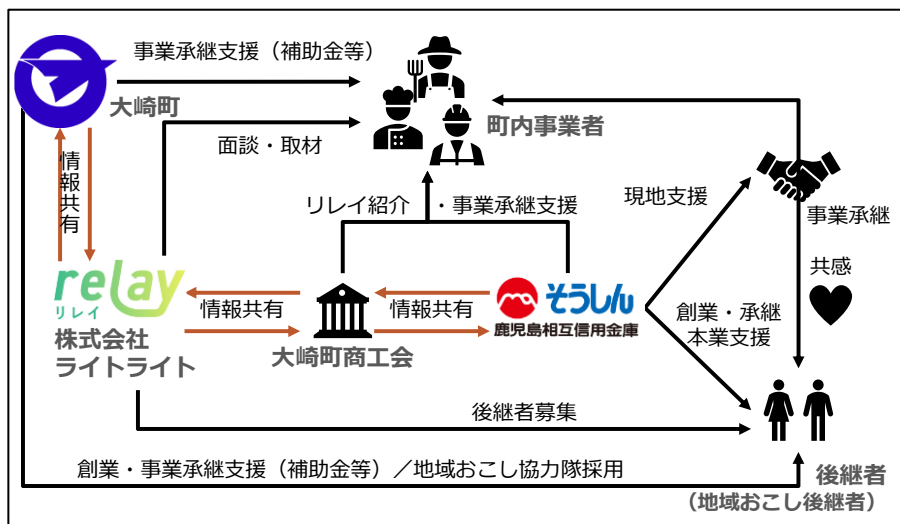 事業承継支援（補助金等）
大崎町
町内事業者
面談・取材
情報共有
リレイ紹介　・事業承継支援
現地支援
事業承継
共感
relay
リレイ
株式会社
ライトライト
情報共有
大崎町商工会
情報共有
そうしん
鹿児島相互信用金庫
創業・承継
本業支援
後継者募集
創業・事業承継支援（補助金等）／地域おこし協力隊採用
後継者
（地域おこし後継者）